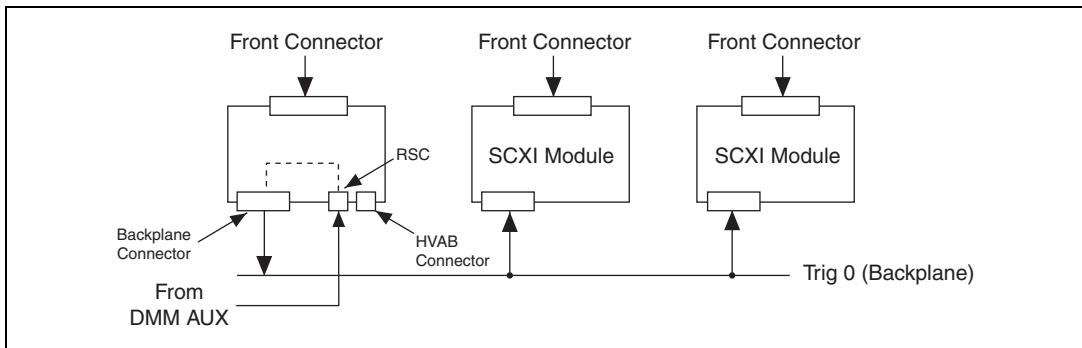 Front Connector
Front Connector
Front Connector
RSC
SCXI Module
SCXI Module
Backplane
Connector
HVAB
Connector
Trig 0 (Backplane)
From
DMM AUX